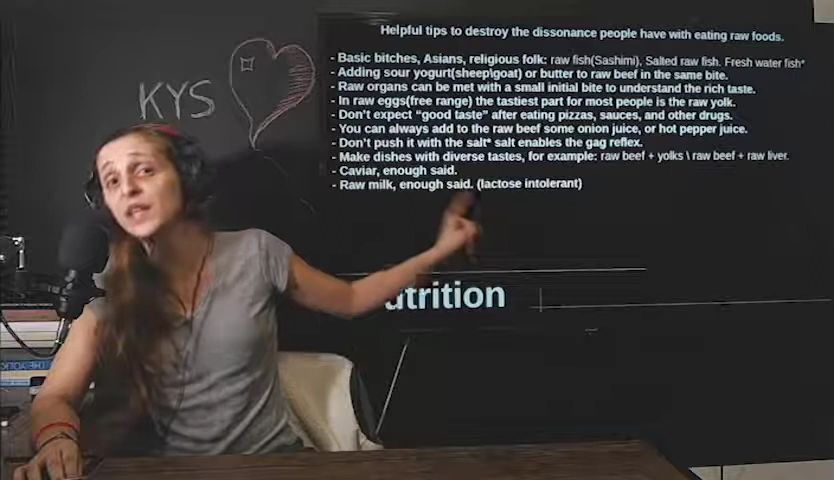 Helpful tips to destroy the dissonance people have with eating raw foods.
- Basic bitches, Asians, religious folk: raw fish(Sashimi), Salted raw fish. Fresh water fish*
- Adding sour yogurt(sheep\goat) or butter to raw beef in the same bite.
- Raw organs can be met with a small initial bite to understand the rich taste.
- In raw eggs(free range) the tastiest part for most people is the raw yolk.
- Don't expect "good taste" after eating pizzas, sauces, and other drugs.
- You can always add to the raw beef some onion juice, or hot pepper juice.
- Don't push it with the salt* salt enables the gag reflex.
- Make dishes with diverse tastes, for example: raw beef + yolks \ raw beef + raw liver.
- Caviar, enough said.
- Raw milk, enough said. (lactose intolerant)
KYS
utrition